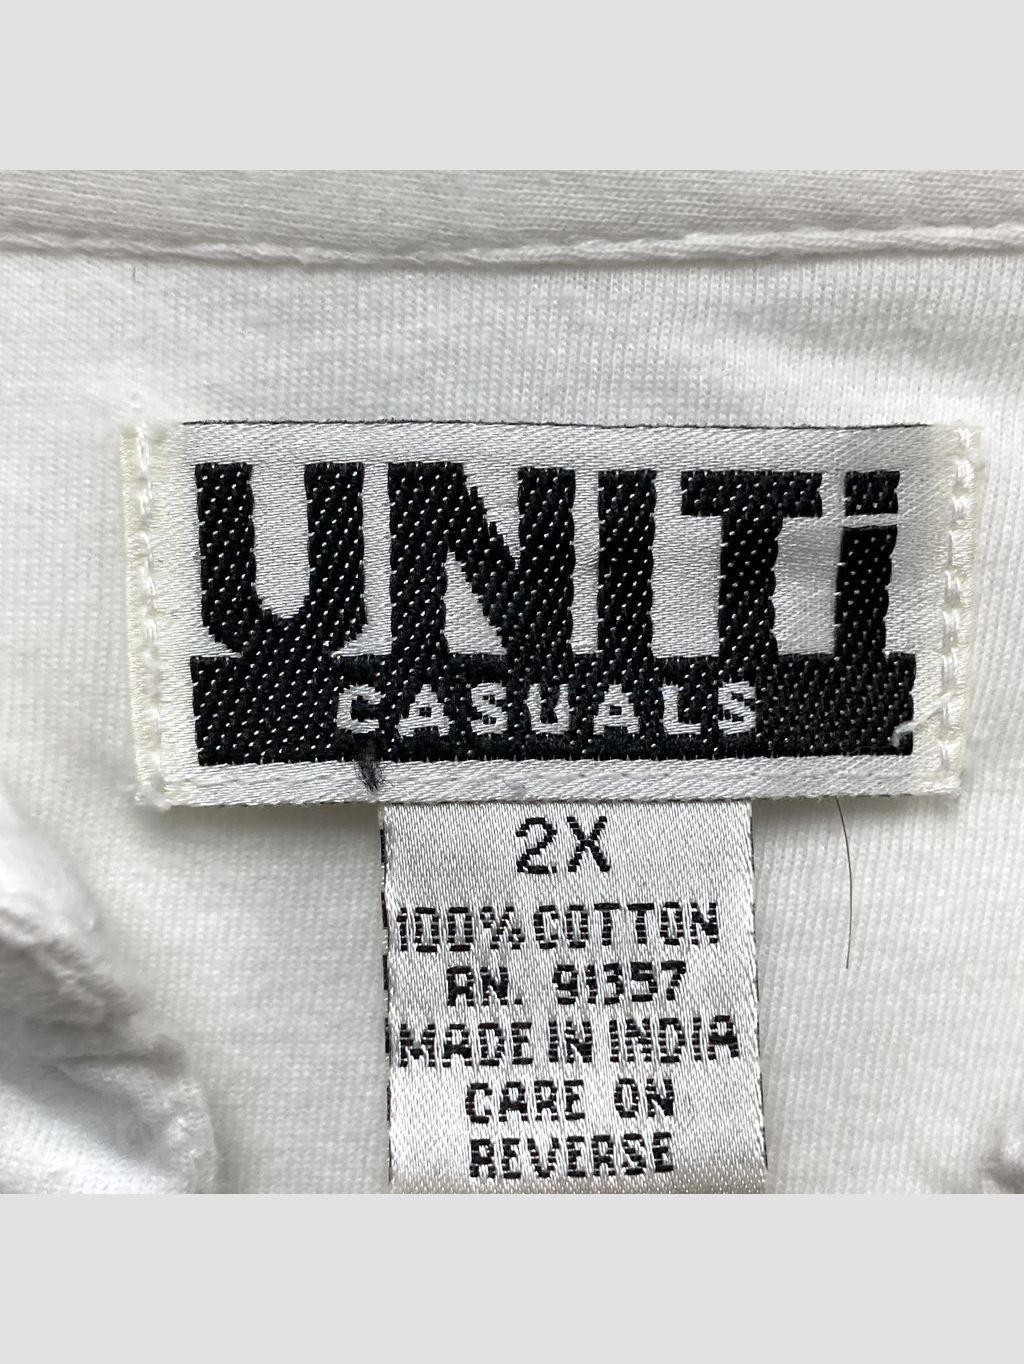 UNITi
CASUALS
2X
100% COTTON
RN. 91357
MADE IN INDIA
CARE ON
REVERSE